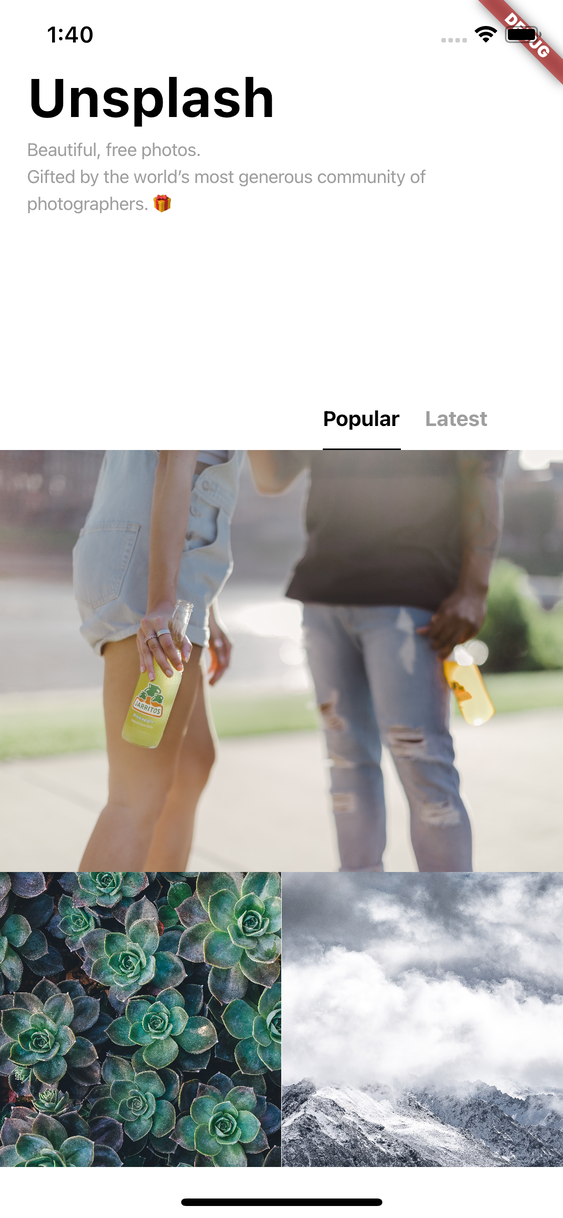 1:40
DEBUG
Unsplash
Beautiful, free photos.
Gifted by the world’s most generous community of
photographers. 🎁
Popular Latest
JARRITOS